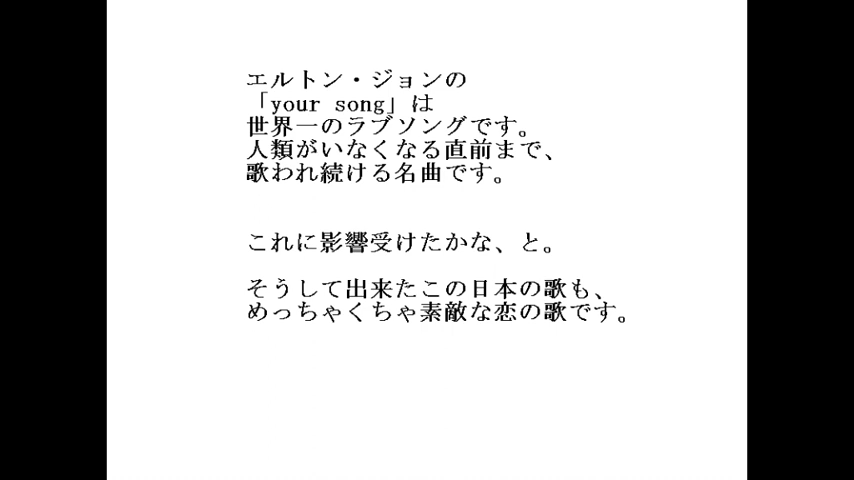 エルトン・ジョンの
「your song」は
世界一のラブソングです。
人類がいなくなる直前まで、
歌われ続ける名曲です。
これに影響受けたかな、と。
そうして出来たこの日本の歌も、
めっちゃくちゃ素敵な恋の歌です。